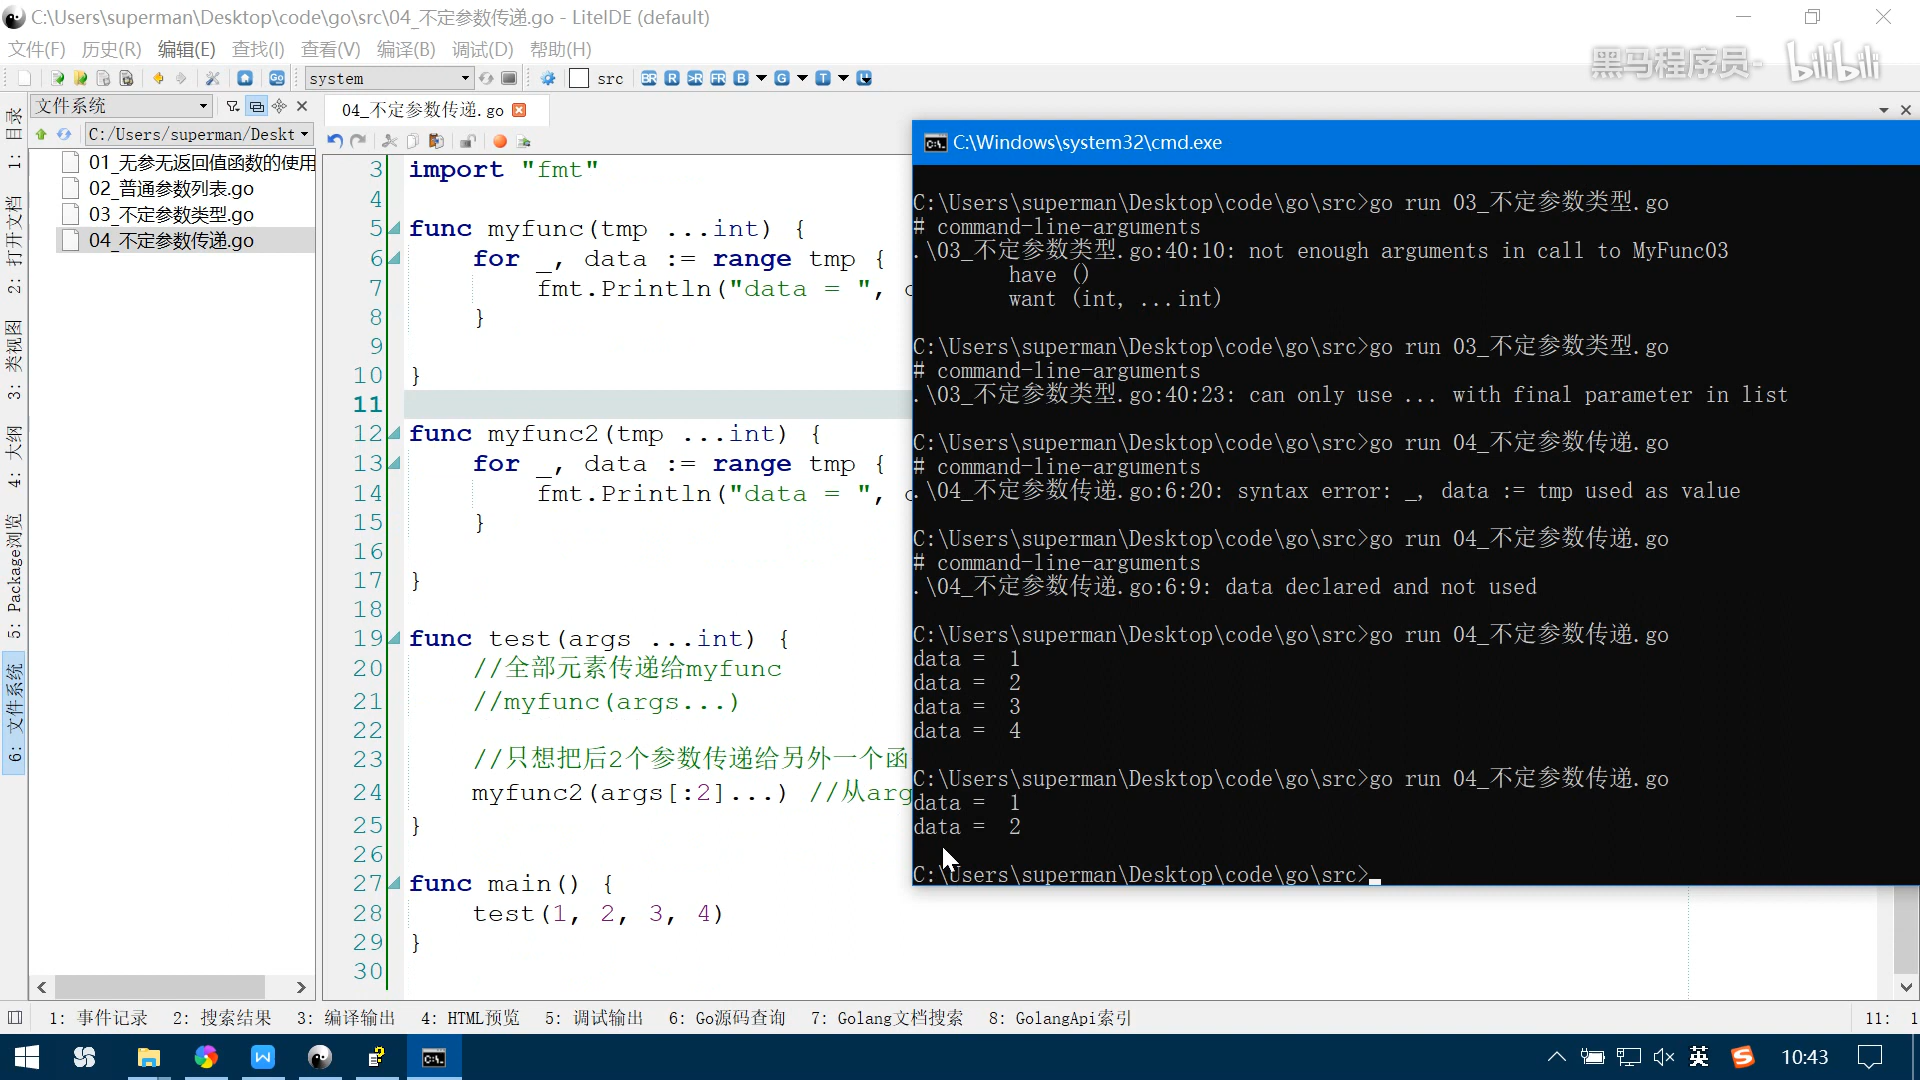 C:\Users\superman\Desktop\code\go\src\04_不定参数传递.go - LiteIDE (default)
文件(F) 历史(R) 编辑(E) 查找(I) 查看(V) 编译(B) 调试(D) 帮助(H)
黑马程序员- bilibili
system
src
BR R >R FR B G T
文件系统
04_不定参数传递.go
C:/Users/superman/Deskt
01_无参无返回值函数的使用
02_普通参数列表.go
03_不定参数类型.go
04_不定参数传递.go
1: 目录
2: 打开文档
3: 类视图
4: 大纲
5: Package浏览
6: 文件系统
3 import "fmt"
4
5 func myfunc(tmp ...int) {
6 for _, data := range tmp {
7 fmt.Println("data = ",
8 }
9
10 }
11
12 func myfunc2(tmp ...int) {
13 for _, data := range tmp {
14 fmt.Println("data = ",
15 }
16
17 }
18
19 func test(args ...int) {
20 //全部元素传递给myfunc
21 //myfunc(args...)
22
23 //只想把后2个参数传递给另外一个函
24 myfunc2(args[:2]...) //从arg
25 }
26
27 func main() {
28 test(1, 2, 3, 4)
29 }
30
C:\Windows\system32\cmd.exe
C:\Users\superman\Desktop\code\go\src>go run 03_不定参数类型.go
# command-line-arguments
.\03_不定参数类型.go:40:10: not enough arguments in call to MyFunc03
have ()
want (int, ...int)
C:\Users\superman\Desktop\code\go\src>go run 03_不定参数类型.go
# command-line-arguments
.\03_不定参数类型.go:40:23: can only use ... with final parameter in list
C:\Users\superman\Desktop\code\go\src>go run 04_不定参数传递.go
# command-line-arguments
.\04_不定参数传递.go:6:20: syntax error: _, data := tmp used as value
C:\Users\superman\Desktop\code\go\src>go run 04_不定参数传递.go
# command-line-arguments
.\04_不定参数传递.go:6:9: data declared and not used
C:\Users\superman\Desktop\code\go\src>go run 04_不定参数传递.go
data =  1
data =  2
data =  3
data =  4
C:\Users\superman\Desktop\code\go\src>go run 04_不定参数传递.go
data =  1
data =  2
C:\Users\superman\Desktop\code\go\src>
1: 事件记录 2: 搜索结果 3: 编译输出 4: HTML预览 5: 调试输出 6: Go源码查询 7: Golang文档搜索 8: GolangApi索引 11: 1
英 10:43